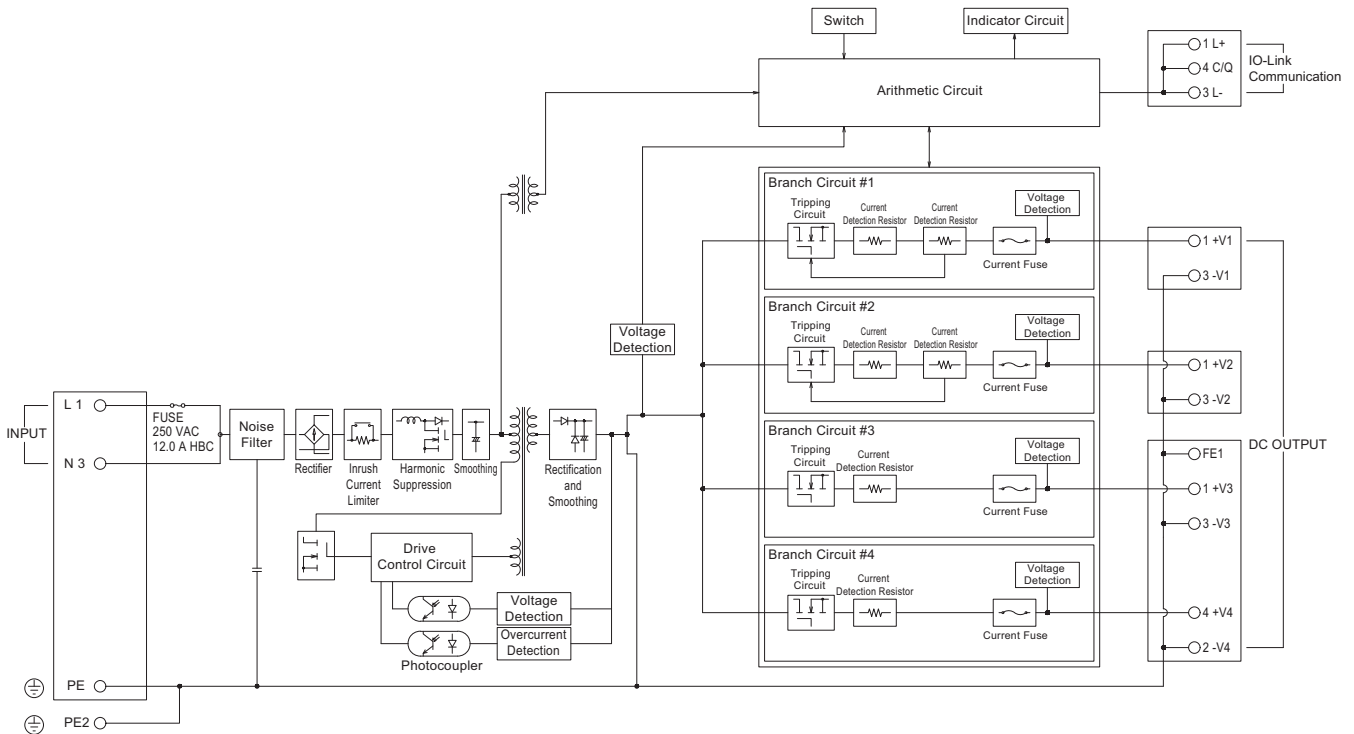 Switch
Indicator Circuit
1 L+
4 C/Q
3 L-
IO-Link
Communication
Arithmetic Circuit
Branch Circuit #1
Tripping
Circuit
Current
Detection Resistor
Current
Detection Resistor
Voltage
Detection
Current Fuse
1 +V1
3 -V1
Branch Circuit #2
Tripping
Circuit
Current
Detection Resistor
Current
Detection Resistor
Voltage
Detection
Current Fuse
1 +V2
3 -V2
Voltage
Detection
Branch Circuit #3
Tripping
Circuit
Current
Detection Resistor
Voltage
Detection
Current Fuse
FE1
1 +V3
3 -V3
DC OUTPUT
Branch Circuit #4
Tripping
Circuit
Current
Detection Resistor
Voltage
Detection
Current Fuse
4 +V4
2 -V4
INPUT
L 1
N 3
FUSE
250 VAC
12.0 A HBC
Noise
Filter
Rectifier
Inrush
Current
Limiter
Harmonic
Suppression
L
Smoothing
Rectification
and
Smoothing
Drive
Control Circuit
Voltage
Detection
Overcurrent
Detection
Photocoupler
PE
PE2